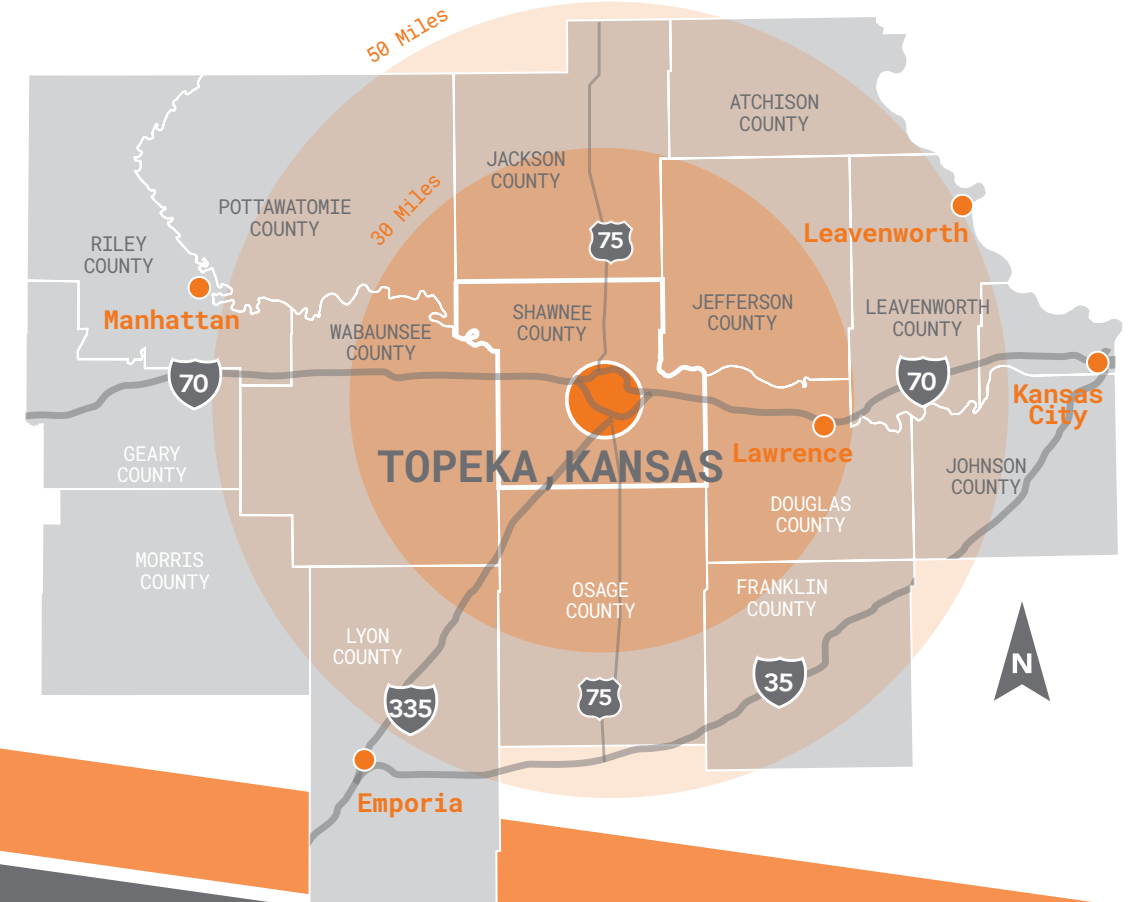 50 Miles
ATCHISON
COUNTY
JACKSON
COUNTY
30 Miles
POTTAWATOMIE
COUNTY
RILEY
COUNTY
75
Leavenworth
Manhattan
WABAUNSEE
COUNTY
SHAWNEE
COUNTY
JEFFERSON
COUNTY
LEAVENWORTH
COUNTY
70
70
Kansas
City
TOPEKA, KANSAS
Lawrence
GEARY
COUNTY
JOHNSON
COUNTY
DOUGLAS
COUNTY
MORRIS
COUNTY
OSAGE
COUNTY
FRANKLIN
COUNTY
LYON
COUNTY
N
335
75
35
Emporia